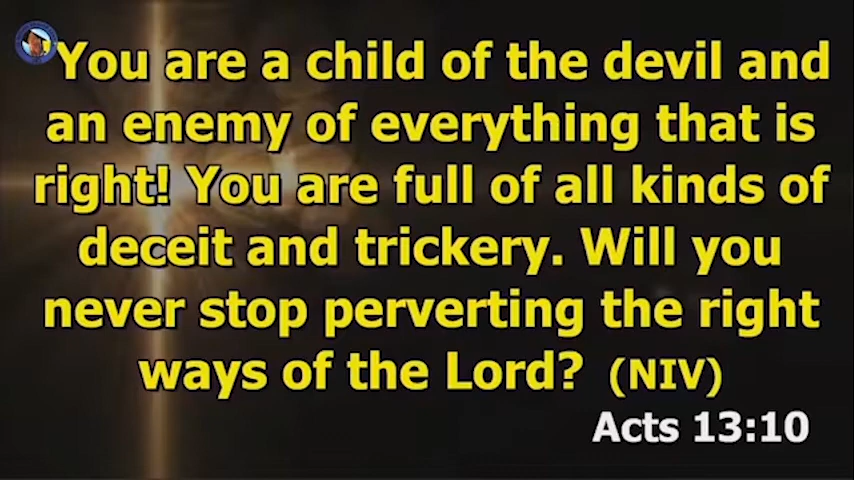 You are a child of the devil and
an enemy of everything that is
right! You are full of all kinds of
deceit and trickery. Will you
never stop perverting the right
ways of the Lord? (NIV)
Acts 13:10